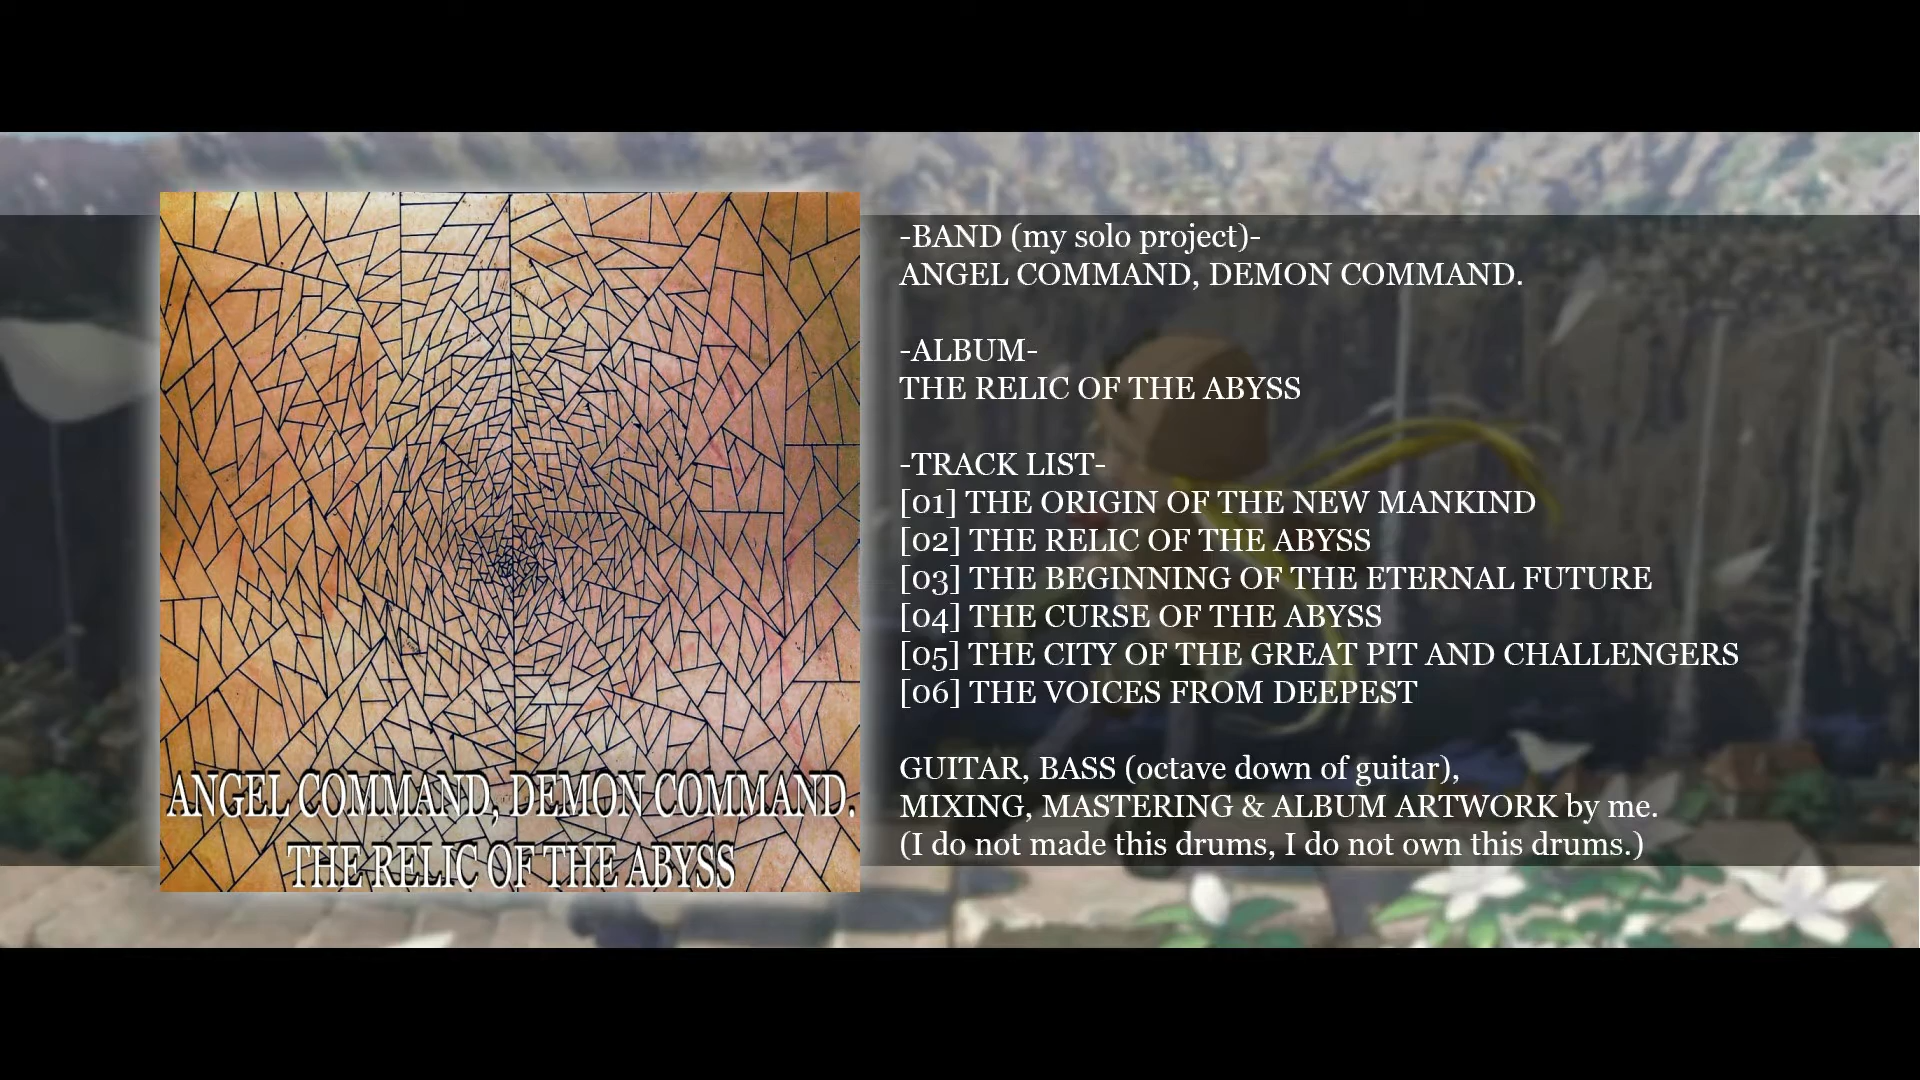 ANGEL COMMAND, DEMON COMMAND.
THE RELIC OF THE ABYSS
-BAND (my solo project)-
ANGEL COMMAND, DEMON COMMAND.
-ALBUM-
THE RELIC OF THE ABYSS
-TRACK LIST-
[01] THE ORIGIN OF THE NEW MANKIND
[02] THE RELIC OF THE ABYSS
[03] THE BEGINNING OF THE ETERNAL FUTURE
[04] THE CURSE OF THE ABYSS
[05] THE CITY OF THE GREAT PIT AND CHALLENGERS
[06] THE VOICES FROM DEEPEST
GUITAR, BASS (octave down of guitar),
MIXING, MASTERING & ALBUM ARTWORK by me.
(I do not made this drums, I do not own this drums.)